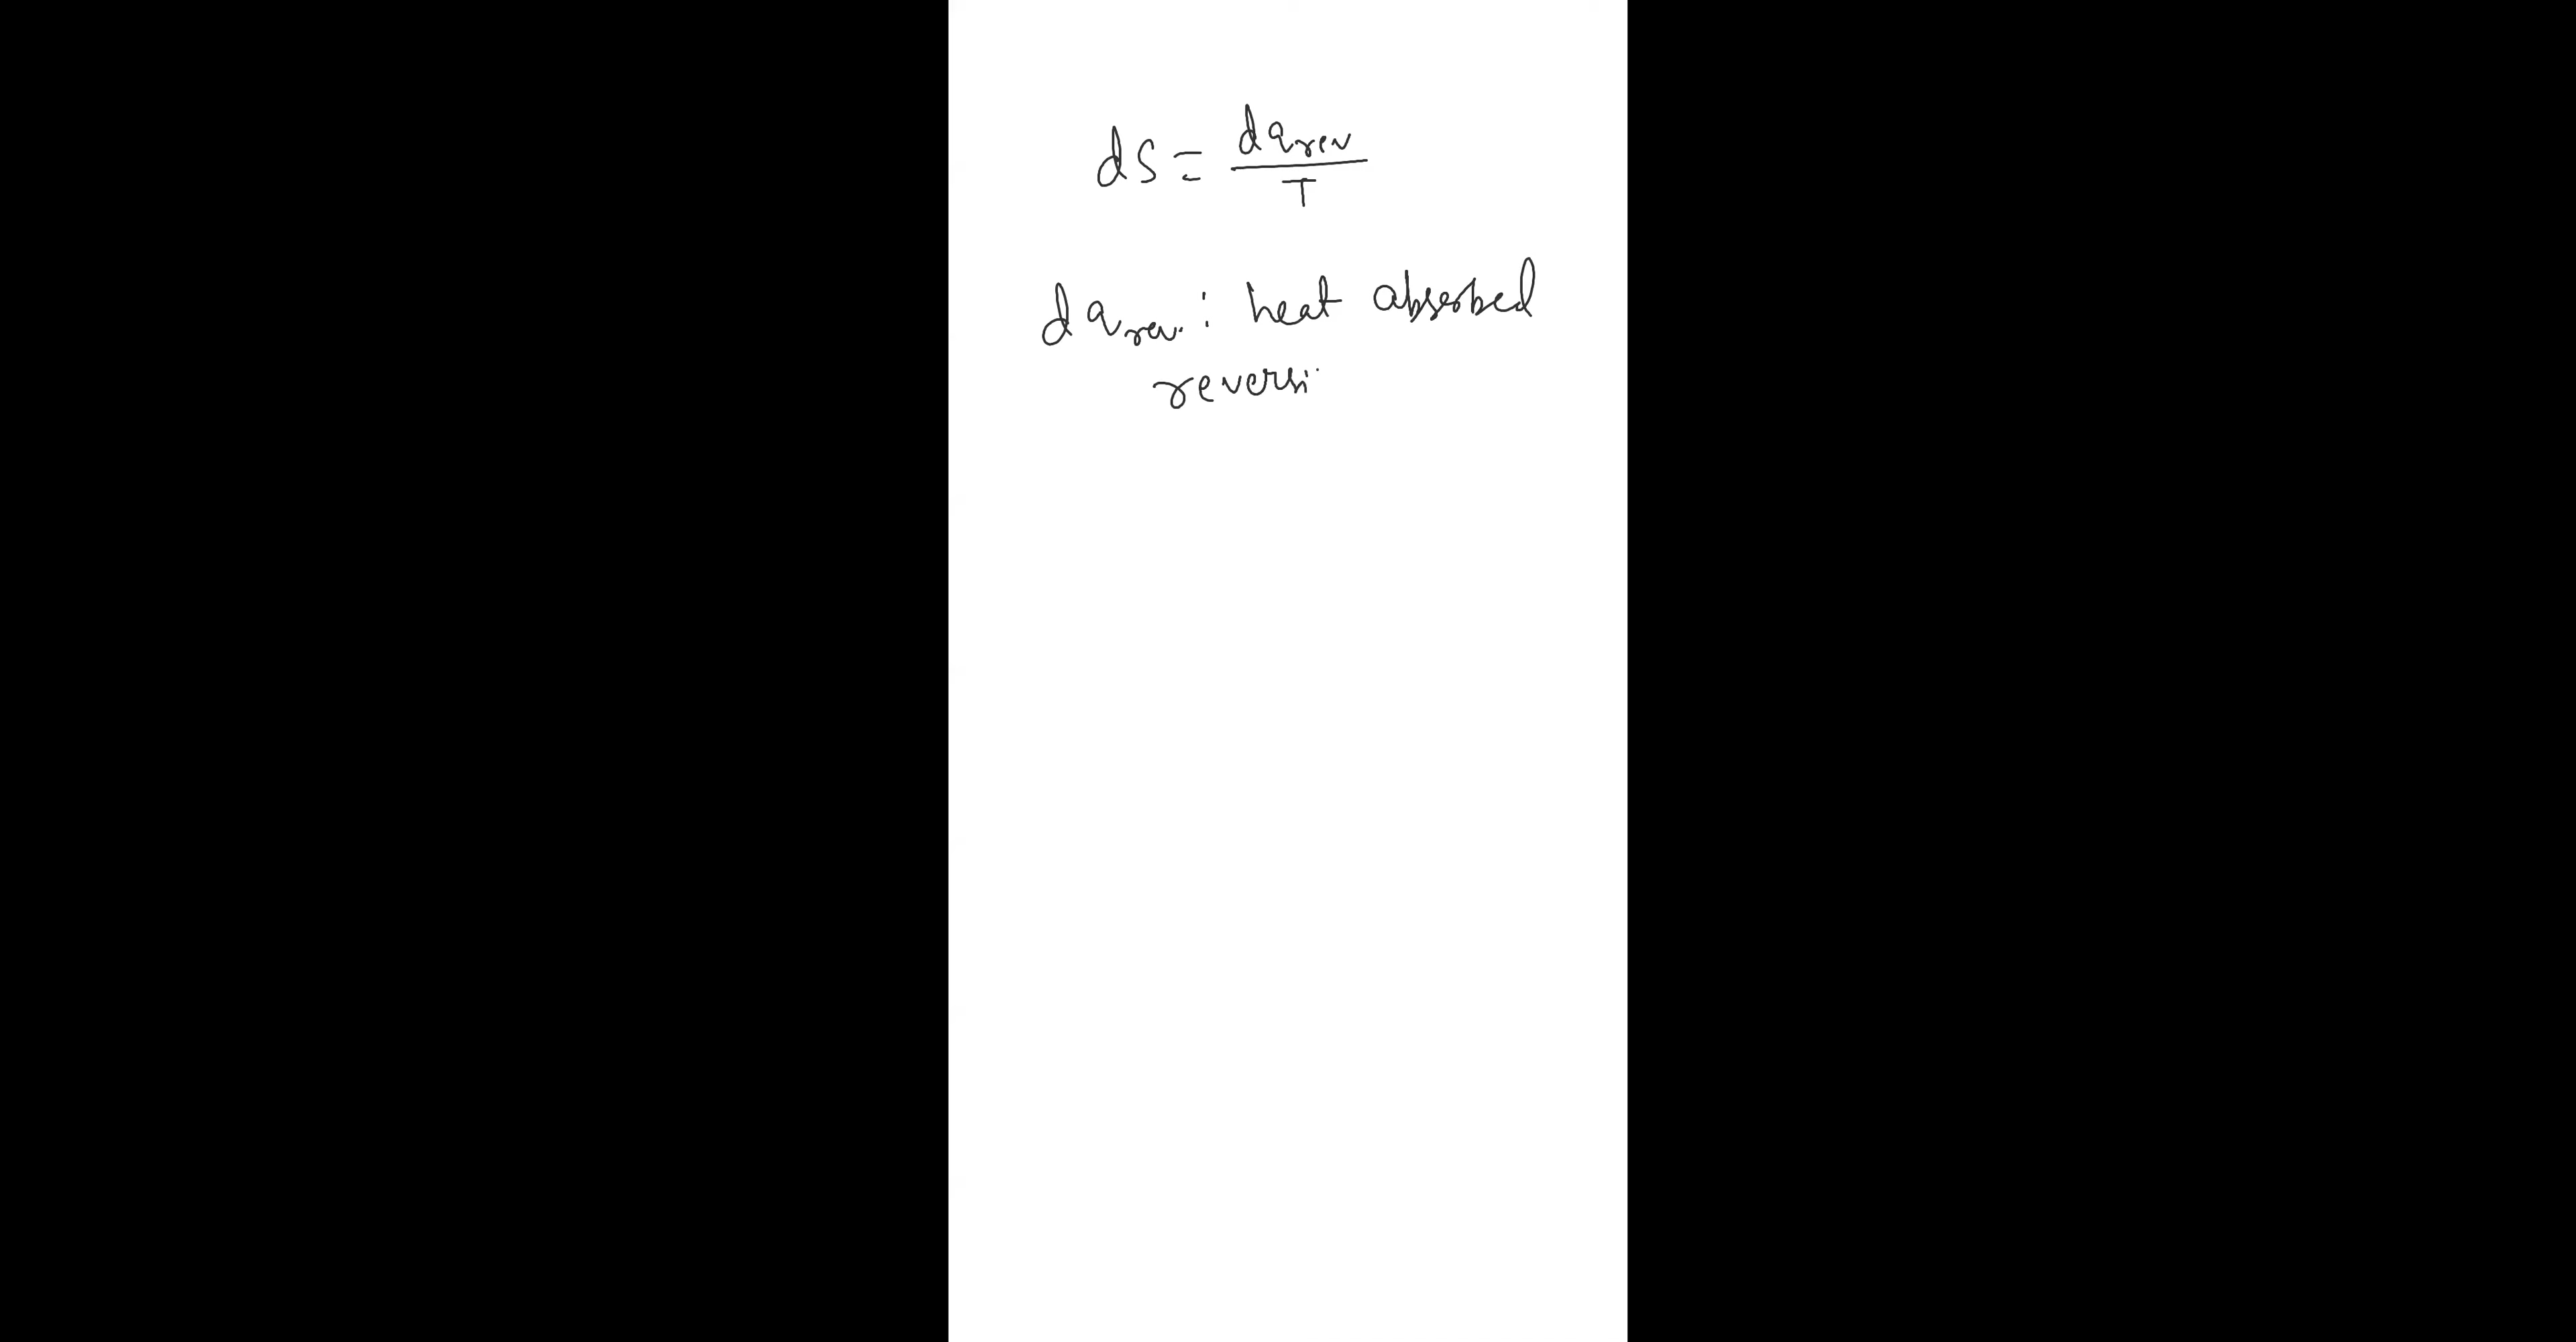 dS = dq_rev / T
dq_rev. : heat absorbed
reversi